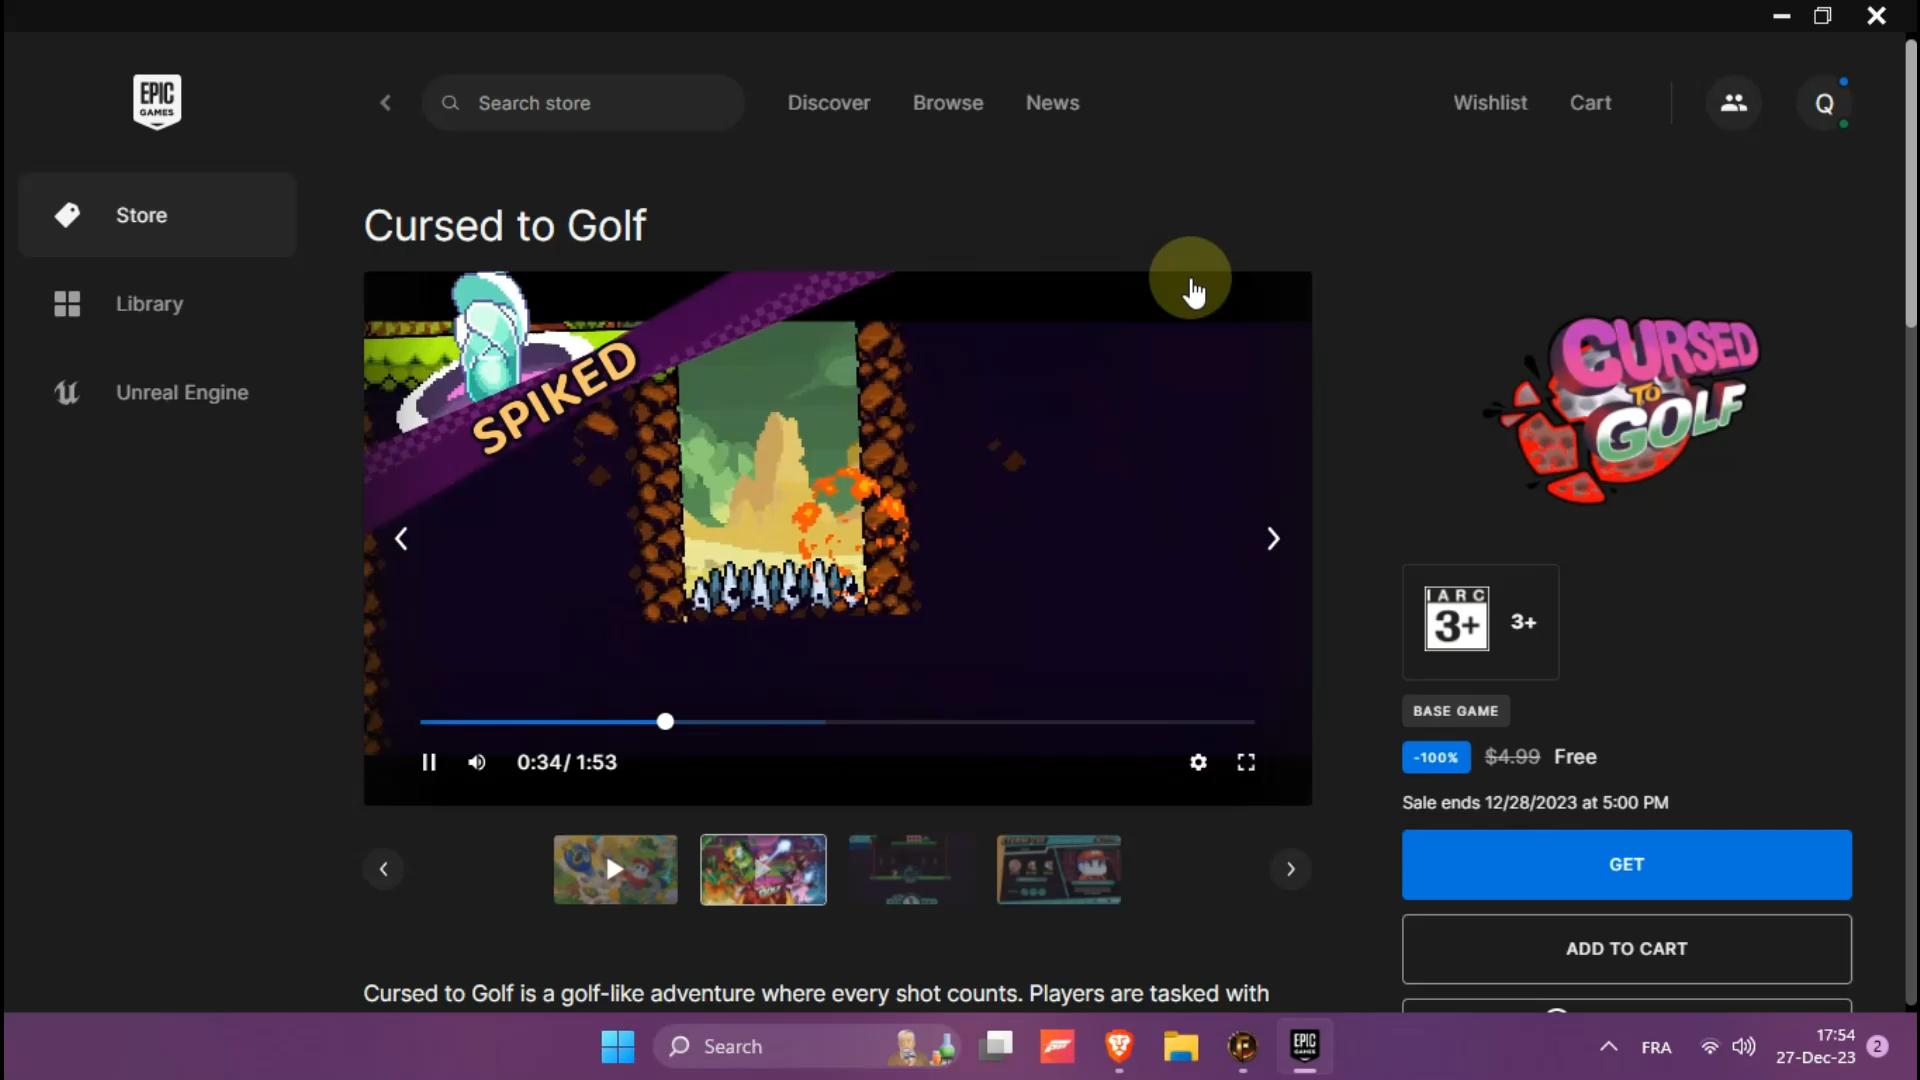 EPIC
GAMES
Search store
Discover
Browse
News
Wishlist
Cart
Q
Store
Library
Unreal Engine
Cursed to Golf
SPIKED
0:34 / 1:53
CURSED
TO
GOLF
IARC
3+
3+
BASE GAME
-100%
$4.99
Free
Sale ends 12/28/2023 at 5:00 PM
GET
ADD TO CART
Cursed to Golf is a golf-like adventure where every shot counts. Players are tasked with
Search
EPIC
GAMES
FRA
17:54
27-Dec-23
2